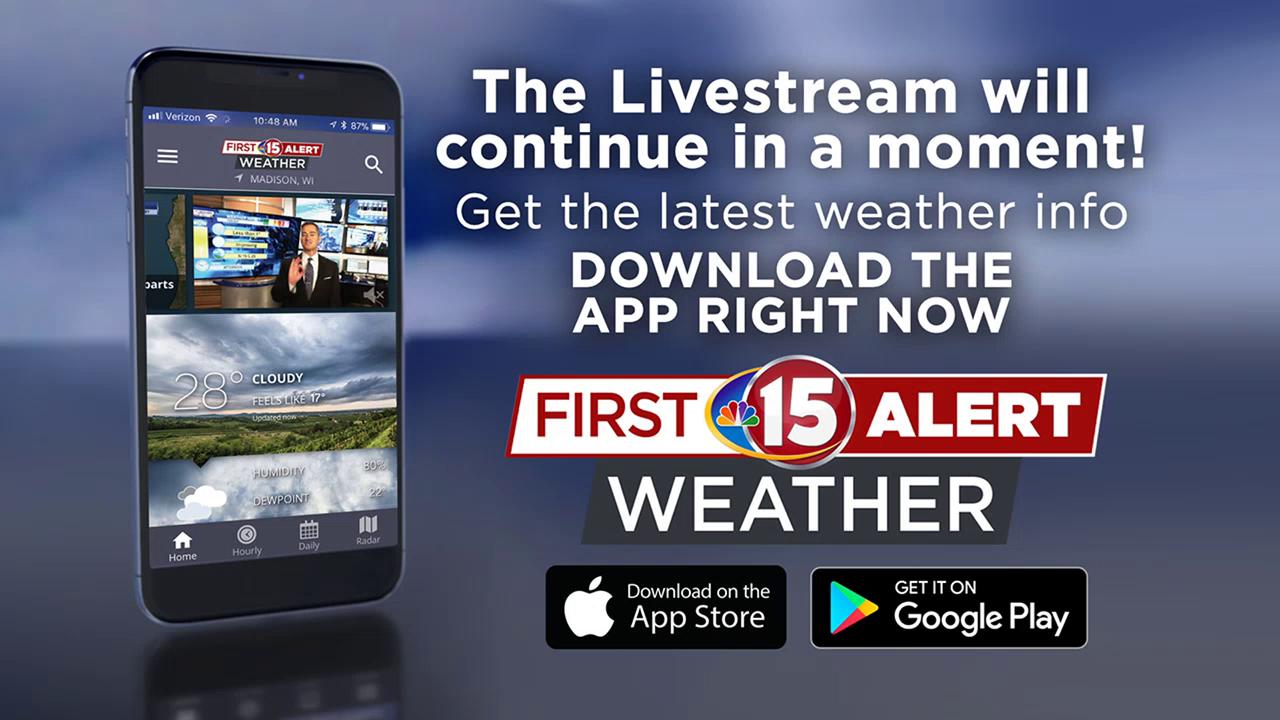 The Livestream will
continue in a moment!
Get the latest weather info
DOWNLOAD THE
APP RIGHT NOW
FIRST 15 ALERT
WEATHER
Download on the
App Store
GET IT ON
Google Play
Verizon 10:48 AM 87%
FIRST 15 ALERT
WEATHER
MADISON, WI
parts
28° CLOUDY
FEELS LIKE 17°
Updated now
HUMIDITY 80%
DEWPOINT 22°
Home Hourly Daily Radar